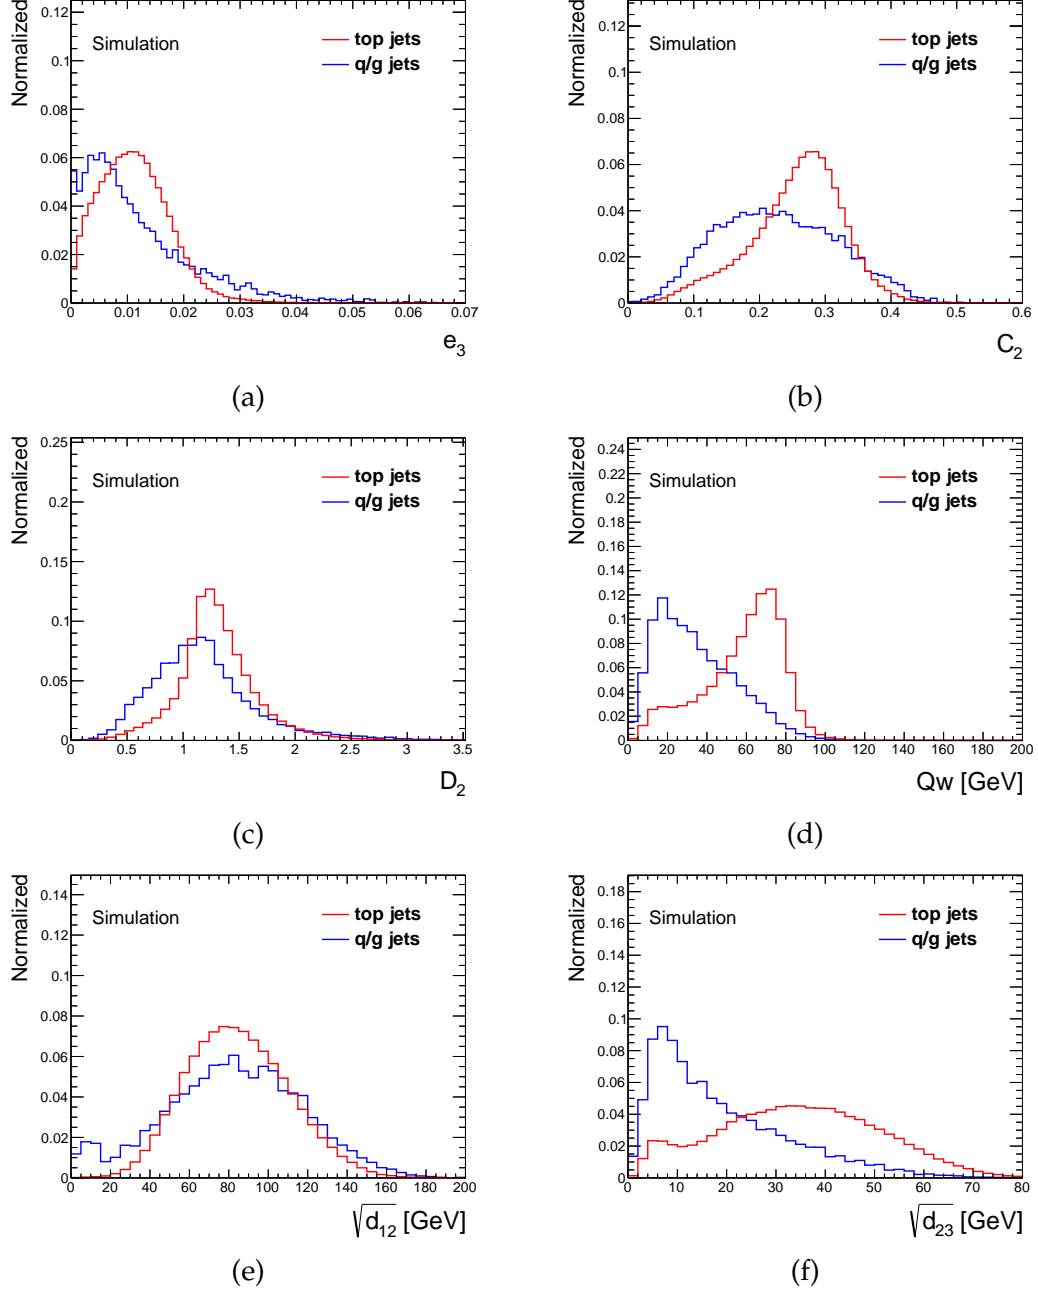 Normalized
0.12
0.1
0.08
0.06
0.04
0.02
0
Simulation
top jets
q/g jets
0 0.01 0.02 0.03 0.04 0.05 0.06 0.07
e3
(a)
Normalized
0.12
0.1
0.08
0.06
0.04
0.02
0
Simulation
top jets
q/g jets
0 0.1 0.2 0.3 0.4 0.5 0.6
C2
(b)
Normalized
0.25
0.2
0.15
0.1
0.05
0
Simulation
top jets
q/g jets
0 0.5 1 1.5 2 2.5 3 3.5
D2
(c)
Normalized
0.24
0.22
0.2
0.18
0.16
0.14
0.12
0.1
0.08
0.06
0.04
0.02
0
Simulation
top jets
q/g jets
0 20 40 60 80 100 120 140 160 180 200
Qw [GeV]
(d)
Normalized
0.14
0.12
0.1
0.08
0.06
0.04
0.02
0
Simulation
top jets
q/g jets
0 20 40 60 80 100 120 140 160 180 200
√d12 [GeV]
(e)
Normalized
0.18
0.16
0.14
0.12
0.1
0.08
0.06
0.04
0.02
0
Simulation
top jets
q/g jets
0 10 20 30 40 50 60 70 80
√d23 [GeV]
(f)